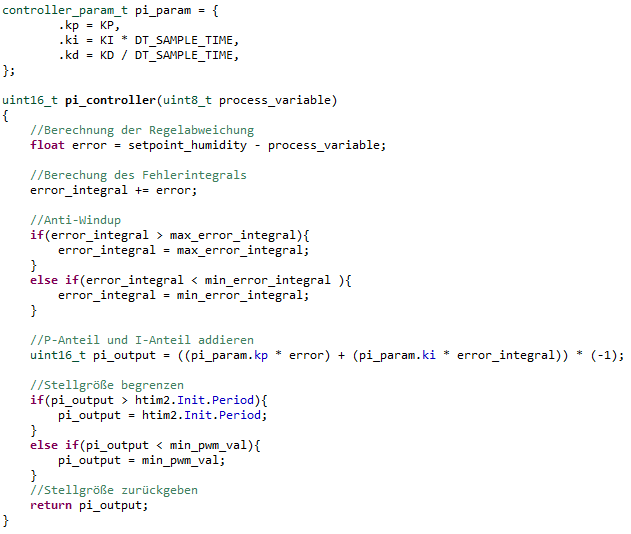 controller_param_t pi_param = {
        .kp = KP,
        .ki = KI * DT_SAMPLE_TIME,
        .kd = KD / DT_SAMPLE_TIME,
};

uint16_t pi_controller(uint8_t process_variable)
{
    //Berechnung der Regelabweichung
    float error = setpoint_humidity - process_variable;

    //Berechung des Fehlerintegrals
    error_integral += error;

    //Anti-Windup
    if(error_integral > max_error_integral){
        error_integral = max_error_integral;
    }
    else if(error_integral < min_error_integral ){
        error_integral = min_error_integral;
    }

    //P-Anteil und I-Anteil addieren
    uint16_t pi_output = ((pi_param.kp * error) + (pi_param.ki * error_integral)) * (-1);

    //Stellgröße begrenzen
    if(pi_output > htim2.Init.Period){
        pi_output = htim2.Init.Period;
    }
    else if(pi_output < min_pwm_val){
        pi_output = min_pwm_val;
    }
    //Stellgröße zurückgeben
    return pi_output;
}